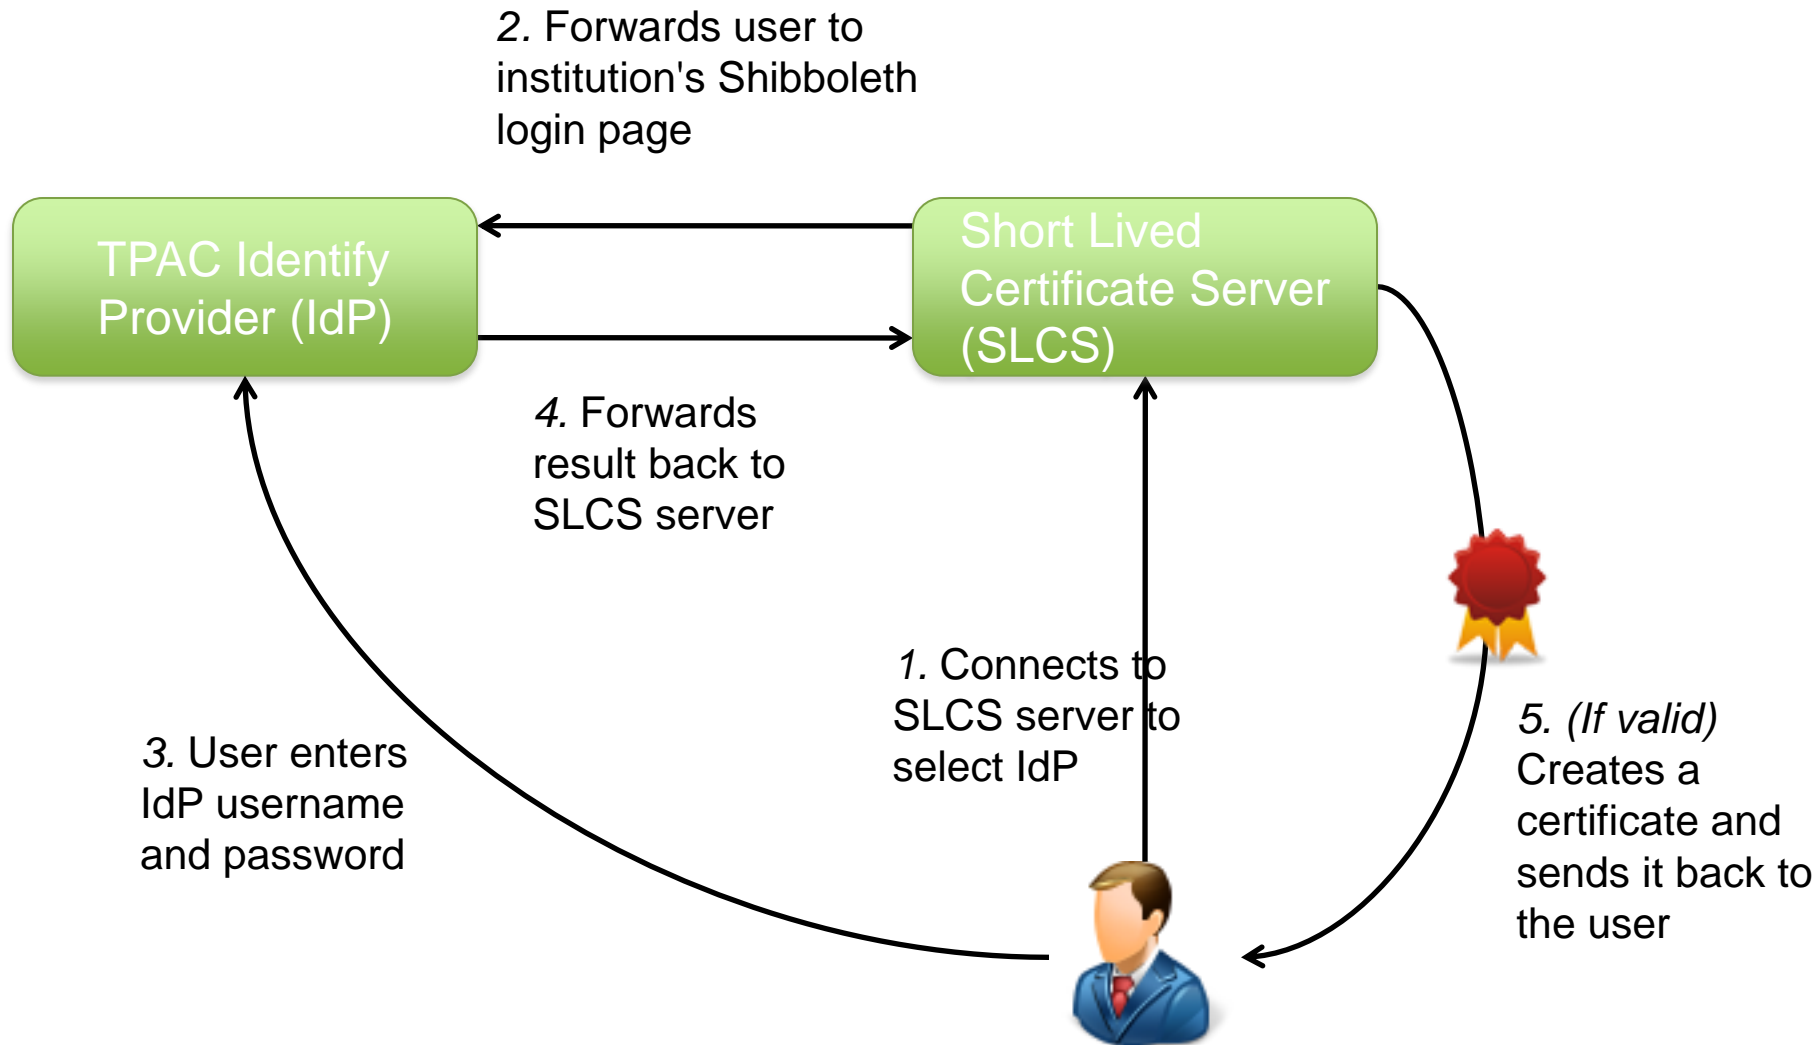 2. Forwards user to
institution's Shibboleth
login page
TPAC Identify
Provider (IdP)
Short Lived
Certificate Server
(SLCS)
4. Forwards
result back to
SLCS server
1. Connects to
SLCS server to
select IdP
3. User enters
IdP username
and password
5. (If valid)
Creates a
certificate and
sends it back to
the user